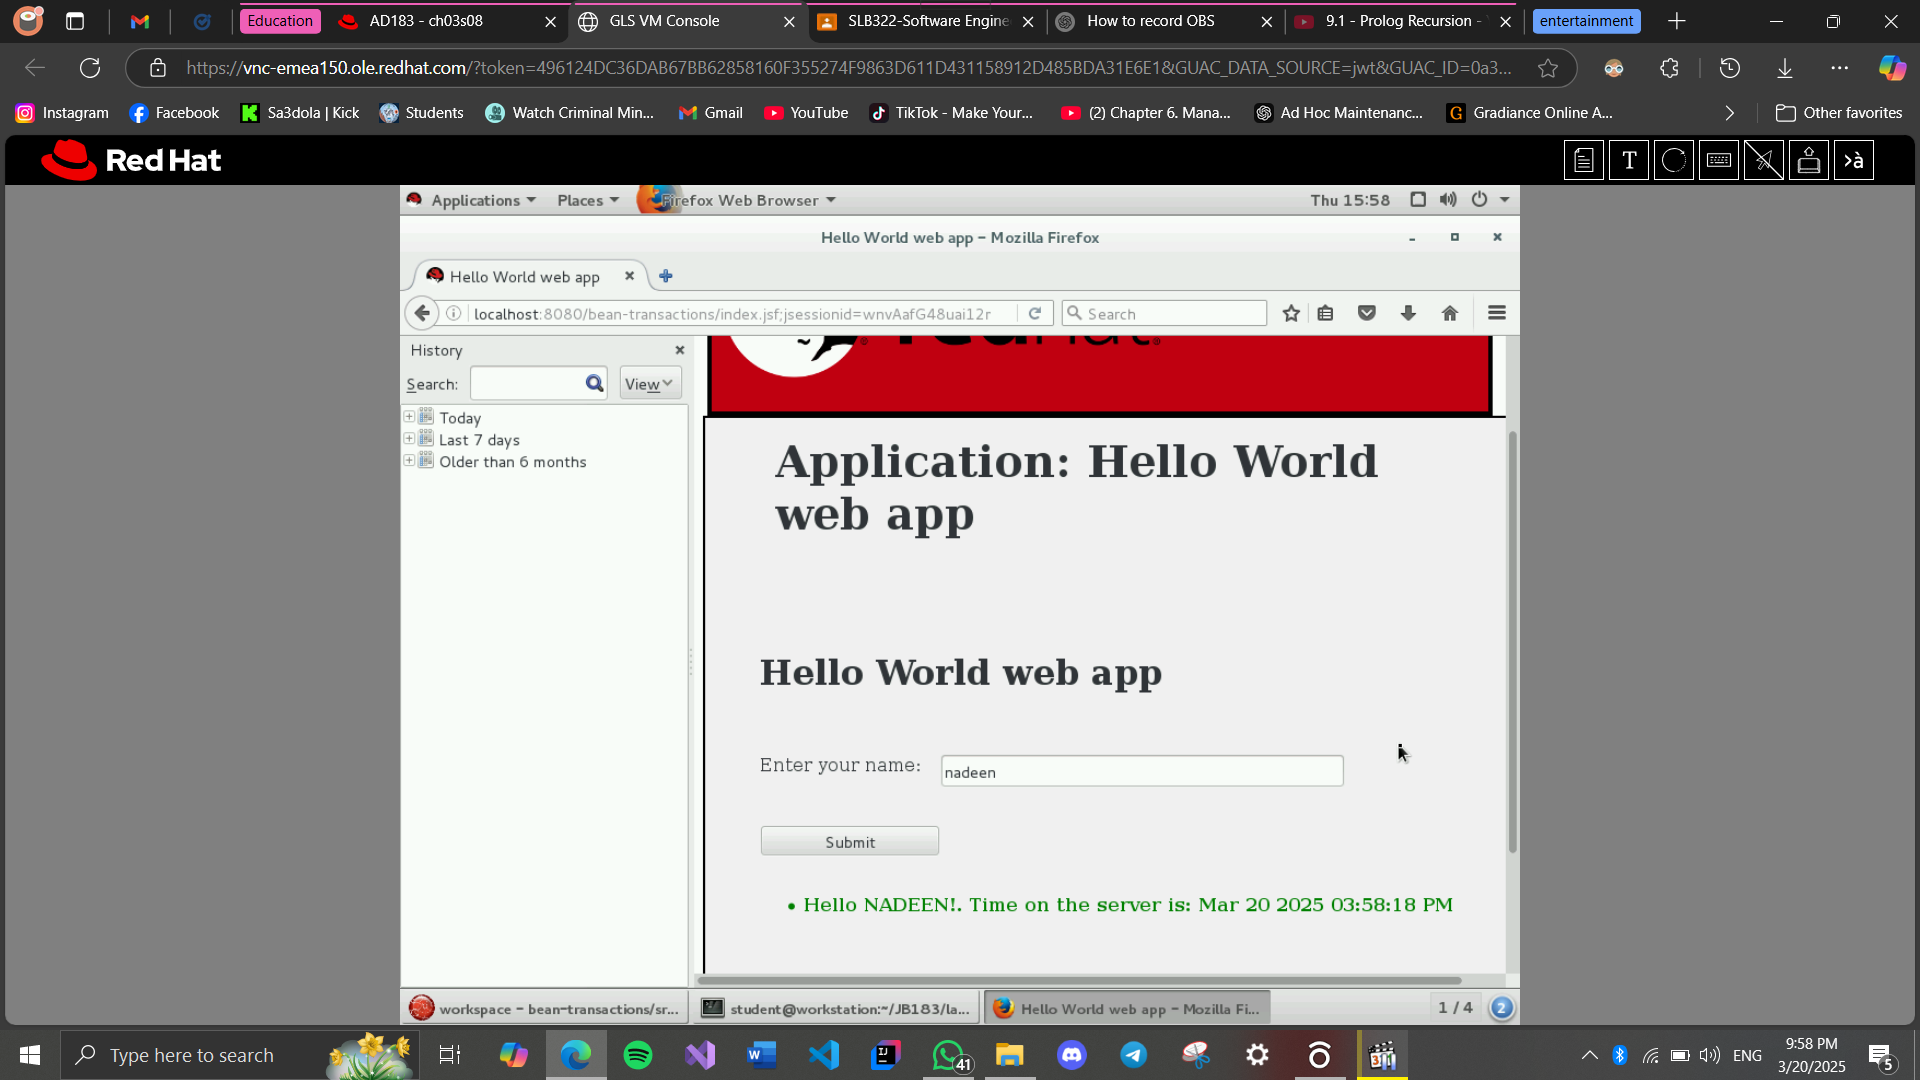 Education
AD183 - ch03s08
GLS VM Console
SLB322-Software Engine
How to record OBS
9.1 - Prolog Recursion -
entertainment
https://vnc-emea150.ole.redhat.com/?token=496124DC36DAB67BB62858160F355274F9863D611D431158912D485BDA31E6E1&GUAC_DATA_SOURCE=jwt&GUAC_ID=0a3...
Instagram
Facebook
Sa3dola | Kick
Students
Watch Criminal Min...
Gmail
YouTube
TikTok - Make Your...
(2) Chapter 6. Mana...
Ad Hoc Maintenanc...
Gradiance Online A...
Other favorites
Red Hat
T
>à
Applications
Places
Firefox Web Browser
Thu 15:58
Hello World web app - Mozilla Firefox
Hello World web app
localhost:8080/bean-transactions/index.jsf;jsessionid=wnvAafG48uai12r
Search
History
Search:
View
Today
Last 7 days
Older than 6 months
Application: Hello World
web app
Hello World web app
Enter your name:
nadeen
Submit
• Hello NADEEN!. Time on the server is: Mar 20 2025 03:58:18 PM
workspace - bean-transactions/sr...
student@workstation:~/JB183/la...
Hello World web app - Mozilla Fi...
1 / 4
2
Type here to search
41
ENG
9:58 PM
3/20/2025
5